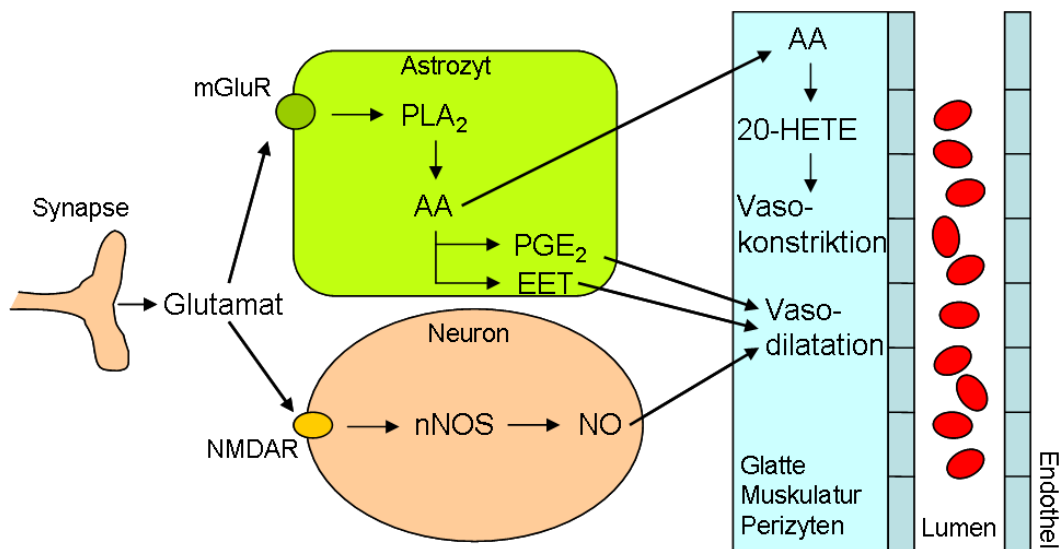 Astrozyt
mGluR
PLA₂
AA
PGE₂
EET
Synapse
Glutamat
Neuron
NMDAR
nNOS
NO
AA
20-HETE
Vaso-
konstriktion
Vaso-
dilatation
Glatte
Muskulatur
Perizyten
Lumen
Endothel